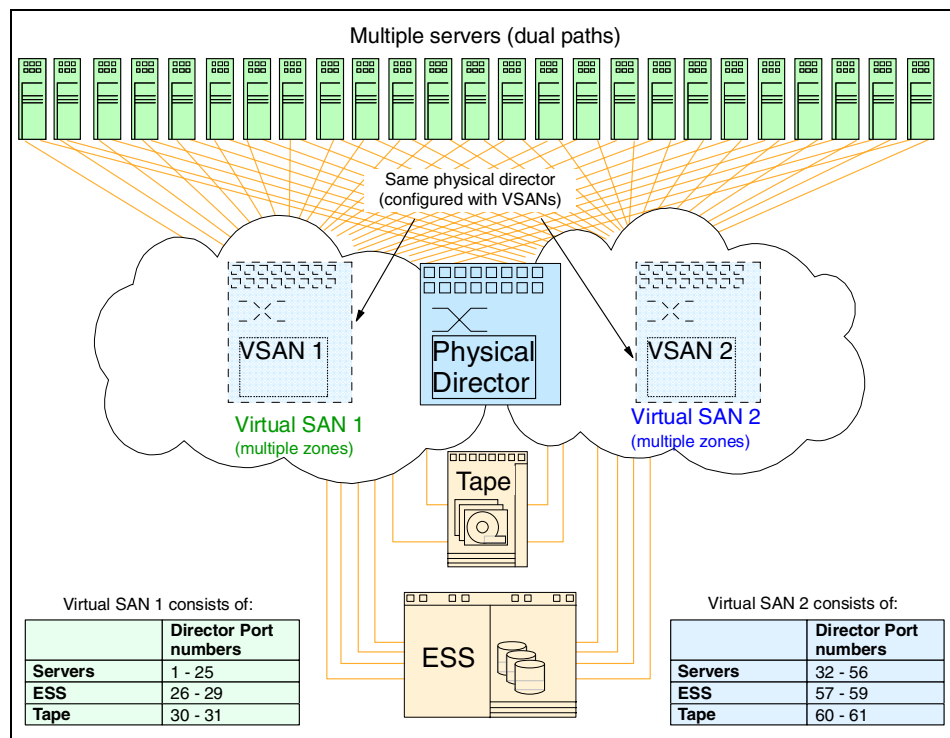 Multiple servers (dual paths)
Same physical director
(configured with VSANs)
VSAN 1
Physical
Director
VSAN 2
Virtual SAN 1
(multiple zones)
Virtual SAN 2
(multiple zones)
Tape
ESS
Virtual SAN 1 consists of:
Director Port
numbers
Servers 1 - 25
ESS 26 - 29
Tape 30 - 31
Virtual SAN 2 consists of:
Director Port
numbers
Servers 32 - 56
ESS 57 - 59
Tape 60 - 61